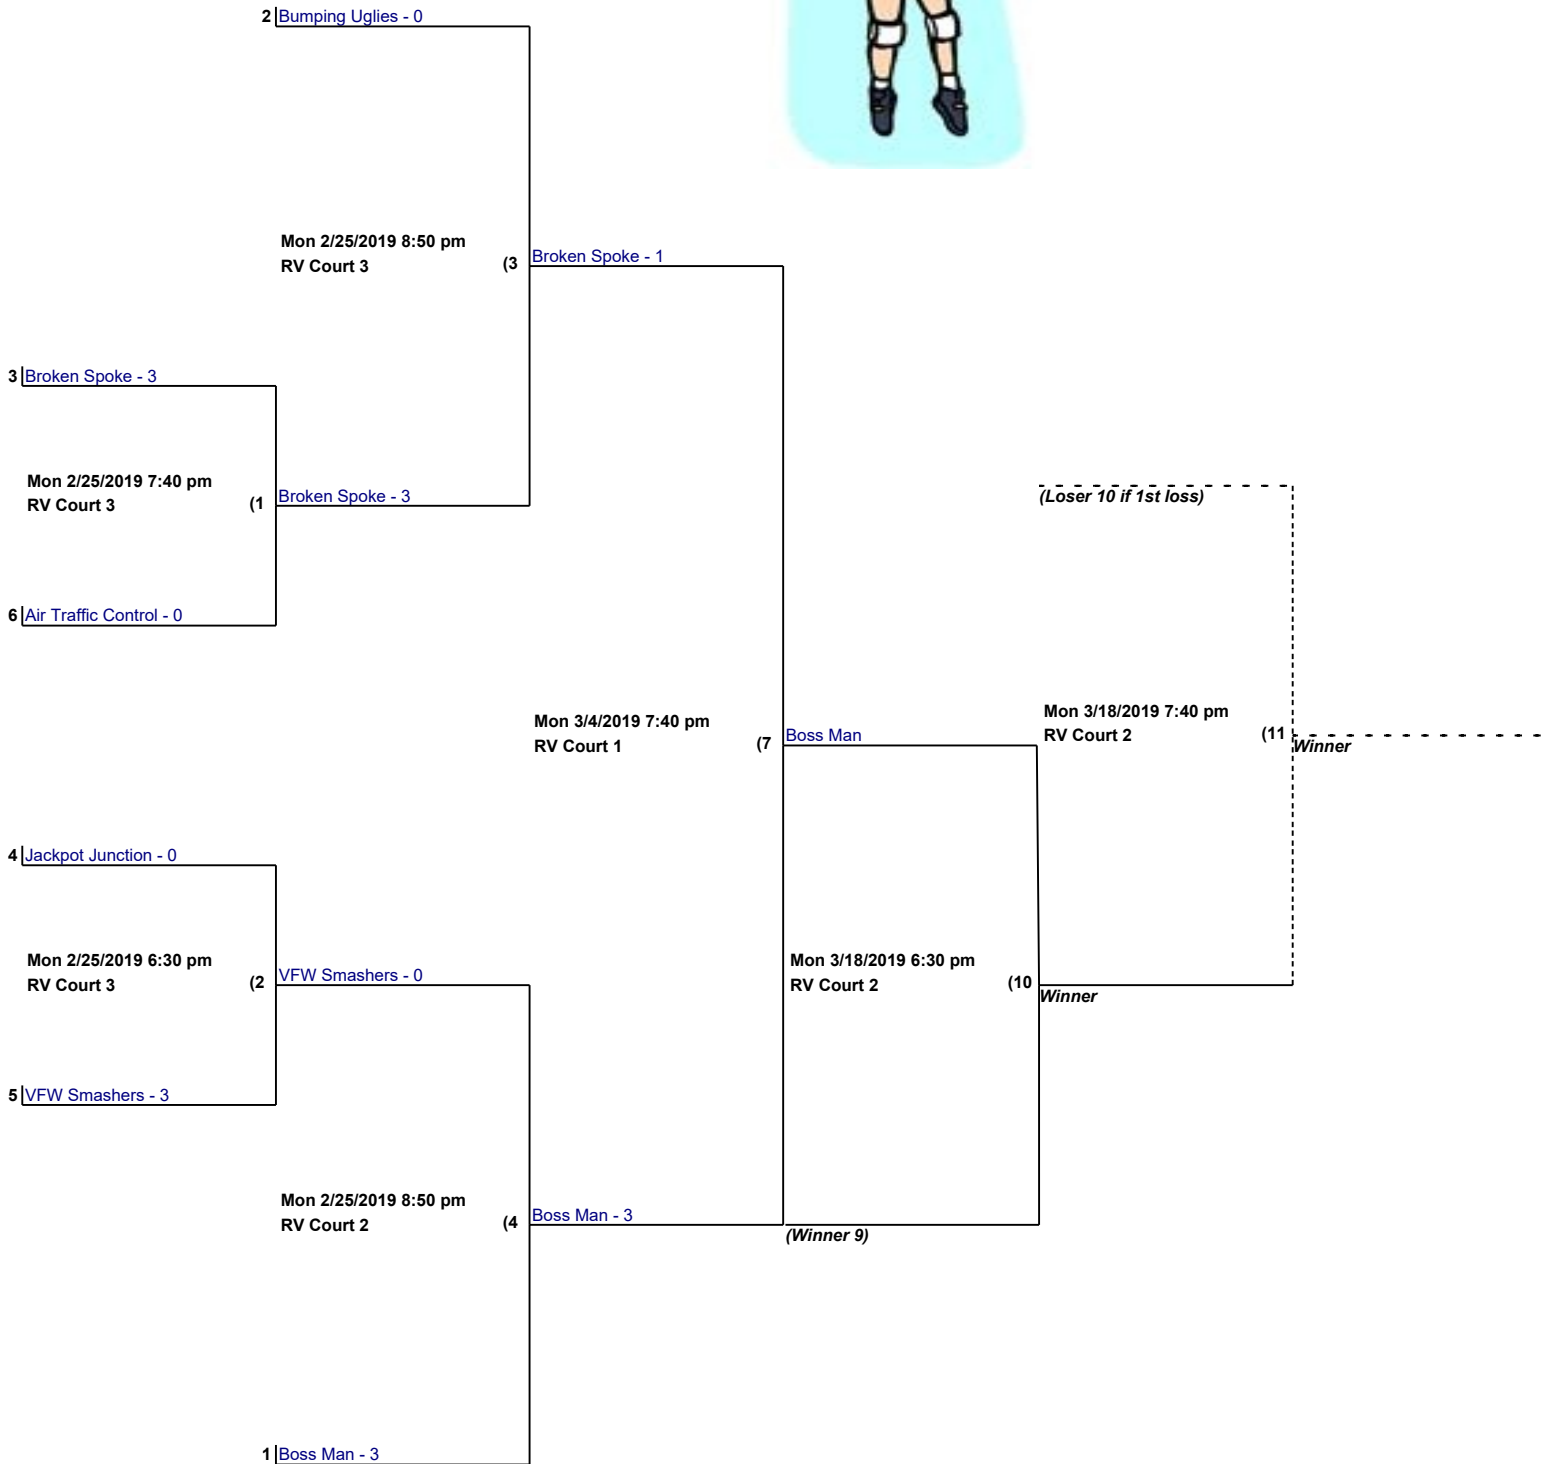 2 Bumping Uglies - 0
Mon 2/25/2019 8:50 pm
RV Court 3
(3
Broken Spoke - 1
3 Broken Spoke - 3
Mon 2/25/2019 7:40 pm
RV Court 3
(1
Broken Spoke - 3
(Loser 10 if 1st loss)
6 Air Traffic Control - 0
Mon 3/4/2019 7:40 pm
RV Court 1
(7
Boss Man
Mon 3/18/2019 7:40 pm
RV Court 2
(11
Winner
4 Jackpot Junction - 0
Mon 2/25/2019 6:30 pm
RV Court 3
(2
VFW Smashers - 0
Mon 3/18/2019 6:30 pm
RV Court 2
(10
Winner
5 VFW Smashers - 3
Mon 2/25/2019 8:50 pm
RV Court 2
(4
Boss Man - 3
(Winner 9)
1 Boss Man - 3